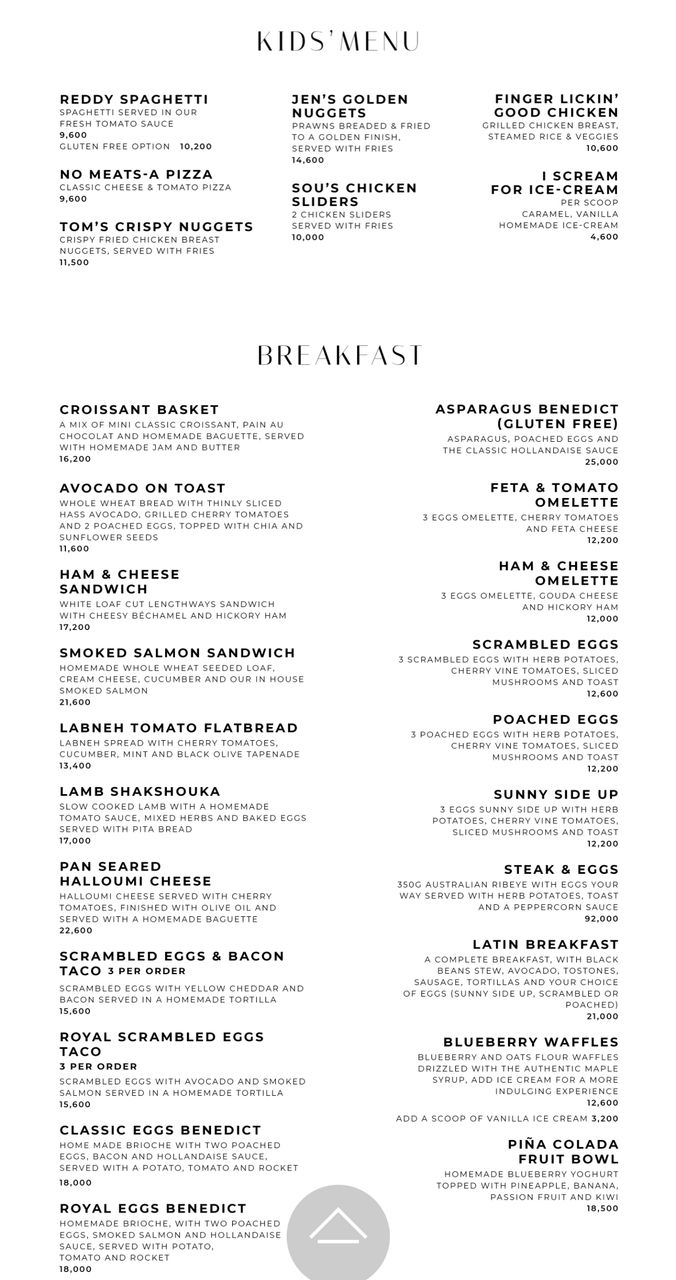 KIDS'MENU
REDDY SPAGHETTI
SPAGHETTI SERVED IN OUR
FRESH TOMATO SAUCE
9,600
GLUTEN FREE OPTION 10,200
NO MEATS-A PIZZA
CLASSIC CHEESE & TOMATO PIZZA
9,600
TOM'S CRISPY NUGGETS
CRISPY FRIED CHICKEN BREAST
NUGGETS, SERVED WITH FRIES
11,500
JEN'S GOLDEN
NUGGETS
PRAWNS BREADED & FRIED
TO A GOLDEN FINISH,
SERVED WITH FRIES
14,600
SOU'S CHICKEN
SLIDERS
2 CHICKEN SLIDERS
SERVED WITH FRIES
10,000
FINGER LICKIN'
GOOD CHICKEN
GRILLED CHICKEN BREAST,
STEAMED RICE & VEGGIES
10,600
I SCREAM
FOR ICE-CREAM
PER SCOOP
CARAMEL, VANILLA
HOMEMADE ICE-CREAM
4,600
BREAKFAST
CROISSANT BASKET
A MIX OF MINI CLASSIC CROISSANT, PAIN AU
CHOCOLAT AND HOMEMADE BAGUETTE, SERVED
WITH HOMEMADE JAM AND BUTTER
16,200
AVOCADO ON TOAST
WHOLE WHEAT BREAD WITH THINLY SLICED
HASS AVOCADO, GRILLED CHERRY TOMATOES
AND 2 POACHED EGGS, TOPPED WITH CHIA AND
SUNFLOWER SEEDS
11,600
HAM & CHEESE
SANDWICH
WHITE LOAF CUT LENGTHWAYS SANDWICH
WITH CHEESY BÉCHAMEL AND HICKORY HAM
17,200
SMOKED SALMON SANDWICH
HOMEMADE WHOLE WHEAT SEEDED LOAF,
CREAM CHEESE, CUCUMBER AND OUR IN HOUSE
SMOKED SALMON
21,600
LABNEH TOMATO FLATBREAD
LABNEH SPREAD WITH CHERRY TOMATOES,
CUCUMBER, MINT AND BLACK OLIVE TAPENADE
13,400
LAMB SHAKSHOUKA
SLOW COOKED LAMB WITH A HOMEMADE
TOMATO SAUCE, MIXED HERBS AND BAKED EGGS
SERVED WITH PITA BREAD
17,000
PAN SEARED
HALLOUMI CHEESE
HALLOUMI CHEESE SERVED WITH CHERRY
TOMATOES, FINISHED WITH OLIVE OIL AND
SERVED WITH A HOMEMADE BAGUETTE
22,600
SCRAMBLED EGGS & BACON
TACO 3 PER ORDER
SCRAMBLED EGGS WITH YELLOW CHEDDAR AND
BACON SERVED IN A HOMEMADE TORTILLA
15,600
ROYAL SCRAMBLED EGGS
TACO
3 PER ORDER
SCRAMBLED EGGS WITH AVOCADO AND SMOKED
SALMON SERVED IN A HOMEMADE TORTILLA
15,600
CLASSIC EGGS BENEDICT
HOME MADE BRIOCHE WITH TWO POACHED
EGGS, BACON AND HOLLANDAISE SAUCE,
SERVED WITH A POTATO, TOMATO AND ROCKET
18,000
ROYAL EGGS BENEDICT
HOMEMADE BRIOCHE, WITH TWO POACHED
EGGS, SMOKED SALMON AND HOLLANDAISE
SAUCE, SERVED WITH POTATO,
TOMATO AND ROCKET
18,000
ASPARAGUS BENEDICT
(GLUTEN FREE)
ASPARAGUS, POACHED EGGS AND
THE CLASSIC HOLLANDAISE SAUCE
25,000
FETA & TOMATO
OMELETTE
3 EGGS OMELETTE, CHERRY TOMATOES
AND FETA CHEESE
12,200
HAM & CHEESE
OMELETTE
3 EGGS OMELETTE, GOUDA CHEESE
AND HICKORY HAM
12,000
SCRAMBLED EGGS
3 SCRAMBLED EGGS WITH HERB POTATOES,
CHERRY VINE TOMATOES, SLICED
MUSHROOMS AND TOAST
12,600
POACHED EGGS
3 POACHED EGGS WITH HERB POTATOES,
CHERRY VINE TOMATOES, SLICED
MUSHROOMS AND TOAST
12,200
SUNNY SIDE UP
3 EGGS SUNNY SIDE UP WITH HERB
POTATOES, CHERRY VINE TOMATOES,
SLICED MUSHROOMS AND TOAST
12,200
STEAK & EGGS
350G AUSTRALIAN RIBEYE WITH EGGS YOUR
WAY SERVED WITH HERB POTATOES, TOAST
AND A PEPPERCORN SAUCE
92,000
LATIN BREAKFAST
A COMPLETE BREAKFAST, WITH BLACK
BEANS STEW, AVOCADO, TOSTONES,
SAUSAGE, TORTILLAS AND YOUR CHOICE
OF EGGS (SUNNY SIDE UP, SCRAMBLED OR
POACHED)
21,000
BLUEBERRY WAFFLES
BLUEBERRY AND OATS FLOUR WAFFLES
DRIZZLED WITH THE AUTHENTIC MAPLE
SYRUP, ADD ICE CREAM FOR A MORE
INDULGING EXPERIENCE
12,600
ADD A SCOOP OF VANILLA ICE CREAM 3,200
PIÑA COLADA
FRUIT BOWL
HOMEMADE BLUEBERRY YOGHURT
TOPPED WITH PINEAPPLE, BANANA,
PASSION FRUIT AND KIWI
18,500